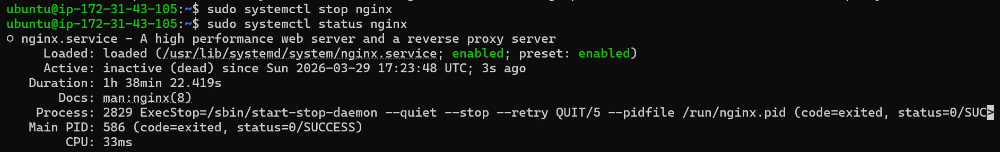 ubuntu@ip-172-31-43-105:~$ sudo systemctl stop nginx
ubuntu@ip-172-31-43-105:~$ sudo systemctl status nginx
○ nginx.service - A high performance web server and a reverse proxy server
     Loaded: loaded (/usr/lib/systemd/system/nginx.service; enabled; preset: enabled)
     Active: inactive (dead) since Sun 2026-03-29 17:23:48 UTC; 3s ago
   Duration: 1h 38min 22.419s
       Docs: man:nginx(8)
    Process: 2829 ExecStop=/sbin/start-stop-daemon --quiet --stop --retry QUIT/5 --pidfile /run/nginx.pid (code=exited, status=0/SUC>
   Main PID: 586 (code=exited, status=0/SUCCESS)
        CPU: 33ms